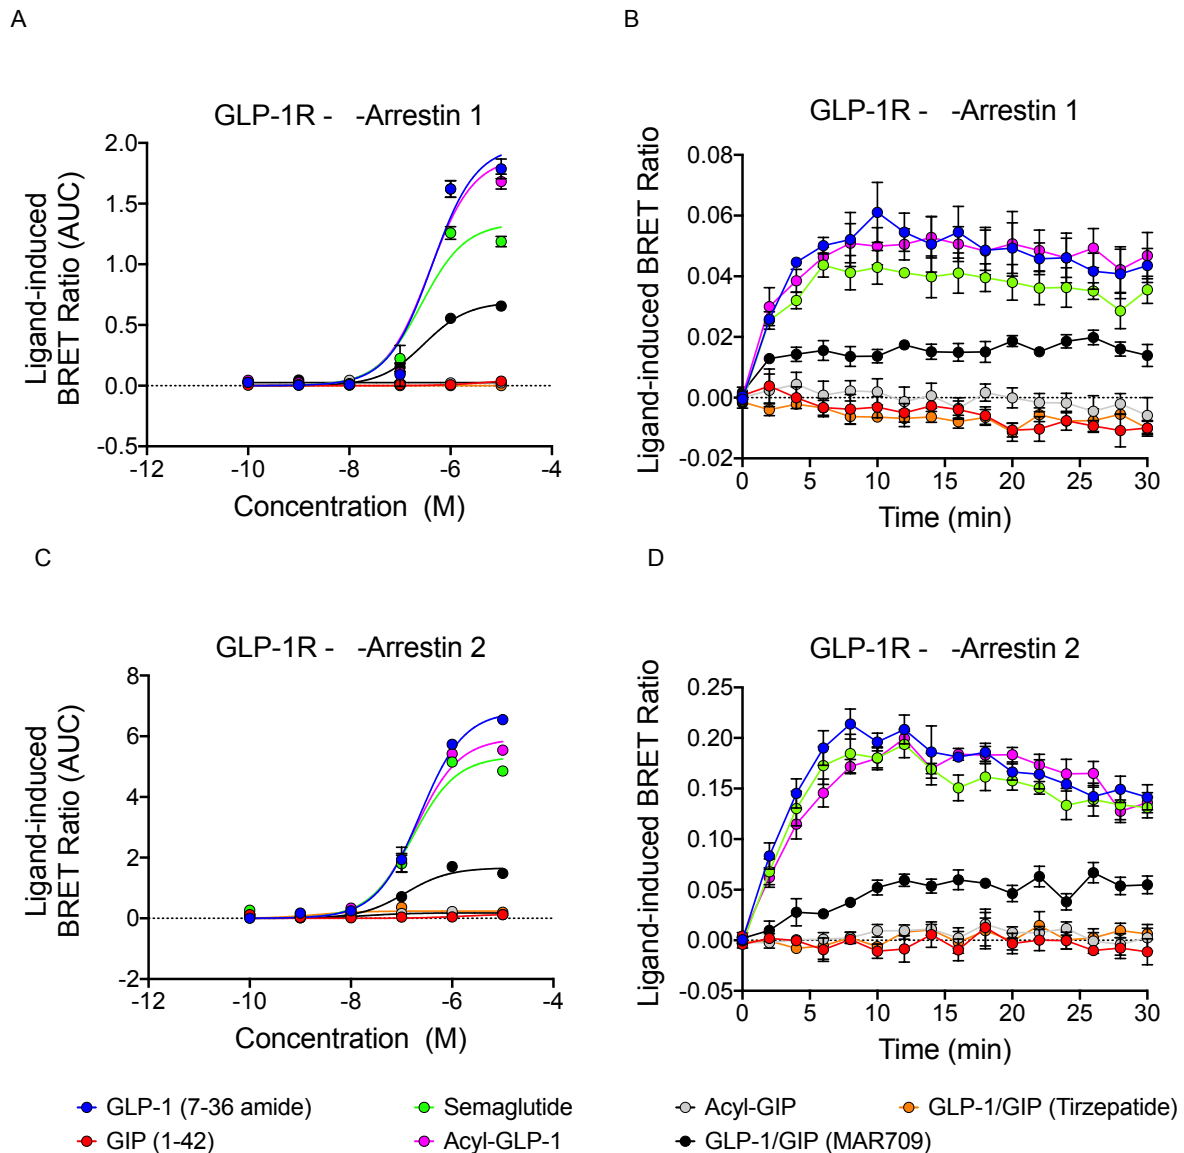 A
B
GLP-1R - -Arrestin 1
Ligand-induced
BRET Ratio (AUC)
2.0
1.5
1.0
0.5
0.0
-0.5
-12 -10 -8 -6 -4
Concentration (M)
GLP-1R - -Arrestin 1
Ligand-induced BRET Ratio
0.08
0.06
0.04
0.02
0.00
-0.02
0 5 10 15 20 25 30
Time (min)
C
D
GLP-1R - -Arrestin 2
Ligand-induced
BRET Ratio (AUC)
8
6
4
2
0
-2
-12 -10 -8 -6 -4
Concentration (M)
GLP-1R - -Arrestin 2
Ligand-induced BRET Ratio
0.25
0.20
0.15
0.10
0.05
0.00
-0.05
0 5 10 15 20 25 30
Time (min)
GLP-1 (7-36 amide) Semaglutide Acyl-GIP GLP-1/GIP (Tirzepatide)
GIP (1-42) Acyl-GLP-1 GLP-1/GIP (MAR709)